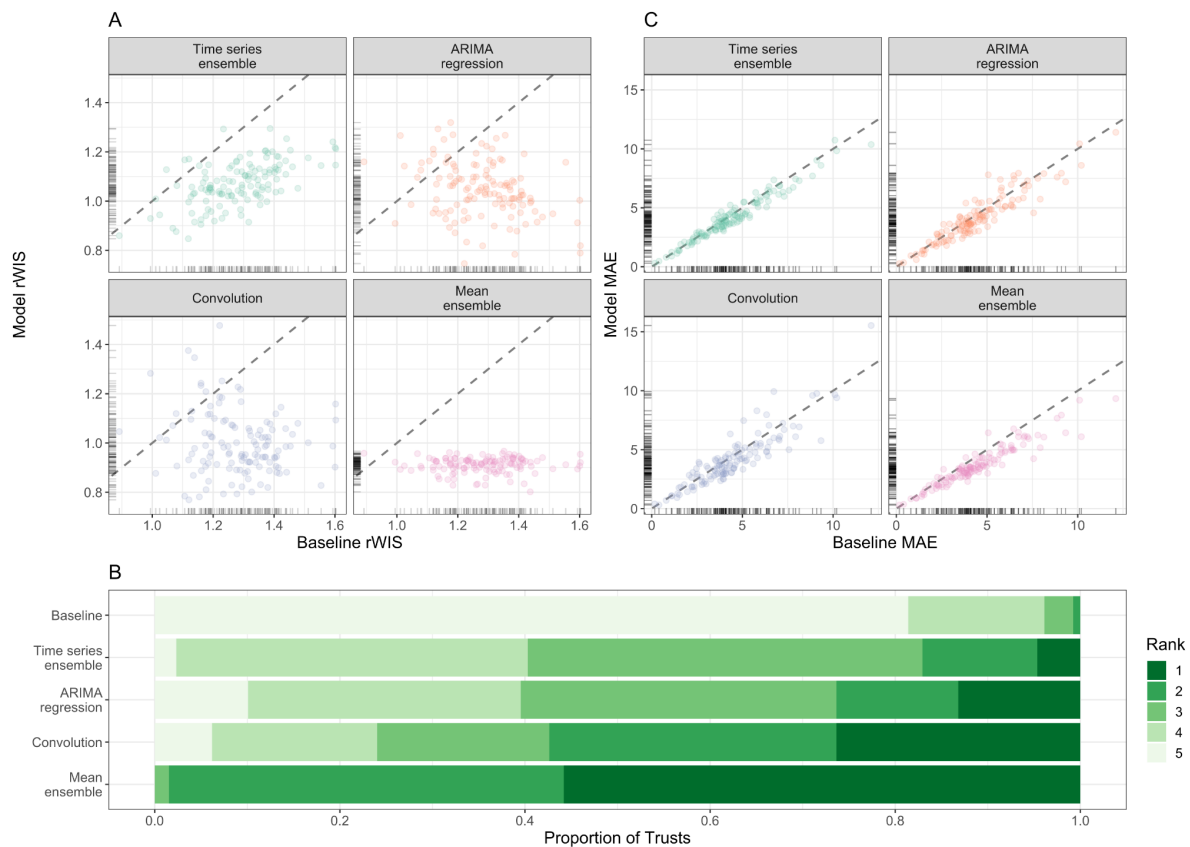 A
Time series
ensemble
ARIMA
regression
1.4
1.2
1.0
0.8
Convolution
Mean
ensemble
1.4
1.2
1.0
0.8
1.0
1.2
1.4
1.6
1.0
1.2
1.4
1.6
Model rWIS
Baseline rWIS
C
Time series
ensemble
ARIMA
regression
15
10
5
0
Convolution
Mean
ensemble
15
10
5
0
0
5
10
0
5
10
Model MAE
Baseline MAE
B
Baseline
Time series
ensemble
ARIMA
regression
Convolution
Mean
ensemble
0.0
0.2
0.4
0.6
0.8
1.0
Proportion of Trusts
Rank
1
2
3
4
5